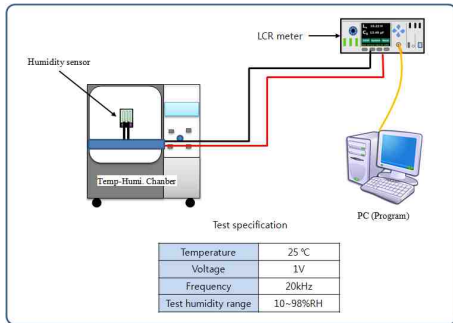 LCR meter
Humidity sensor
Temp-Humi. Chanber
PC (Program)
Test specification
Temperature 25 ℃
Voltage 1V
Frequency 20kHz
Test humidity range 10~98%RH